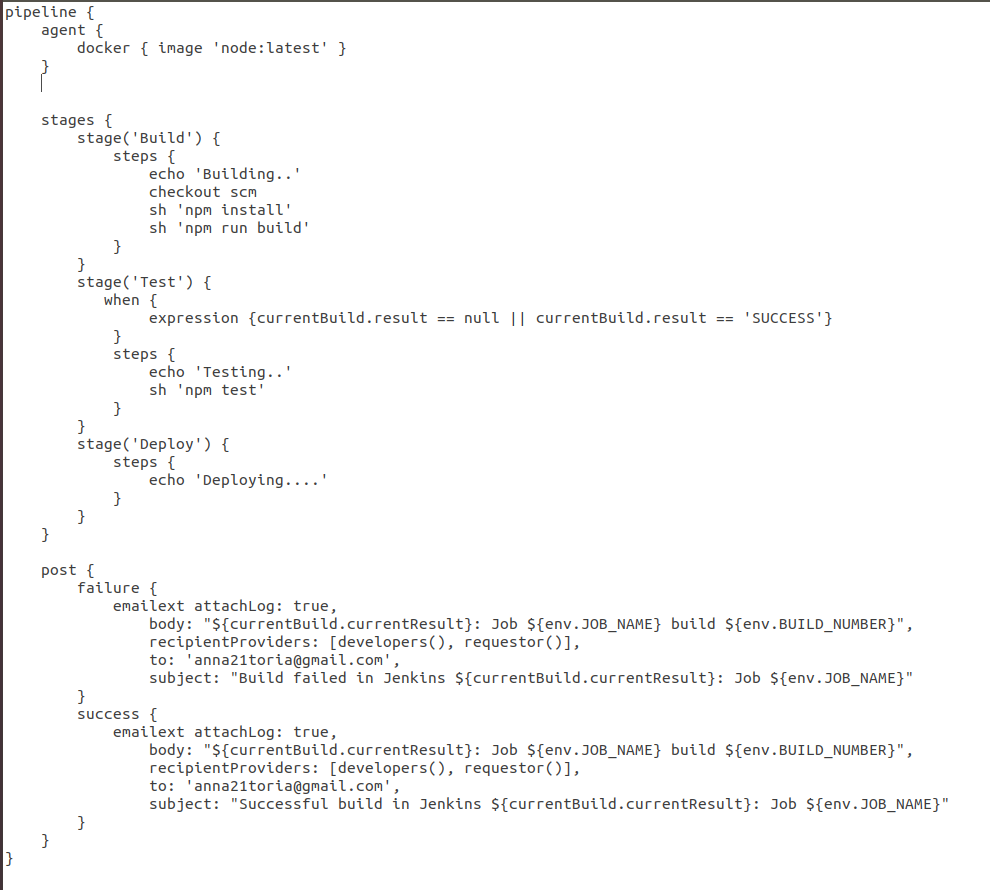 pipeline {
    agent {
        docker { image 'node:latest' }
    }

    stages {
        stage('Build') {
            steps {
                echo 'Building..'
                checkout scm
                sh 'npm install'
                sh 'npm run build'
            }
        }
        stage('Test') {
           when {
                expression {currentBuild.result == null || currentBuild.result == 'SUCCESS'}
            }
            steps {
                echo 'Testing..'
                sh 'npm test'
            }
        }
        stage('Deploy') {
            steps {
                echo 'Deploying....'
            }
        }
    }

    post {
        failure {
            emailext attachLog: true,
                body: "${currentBuild.currentResult}: Job ${env.JOB_NAME} build ${env.BUILD_NUMBER}",
                recipientProviders: [developers(), requestor()],
                to: 'anna21toria@gmail.com',
                subject: "Build failed in Jenkins ${currentBuild.currentResult}: Job ${env.JOB_NAME}"
        }
        success {
            emailext attachLog: true,
                body: "${currentBuild.currentResult}: Job ${env.JOB_NAME} build ${env.BUILD_NUMBER}",
                recipientProviders: [developers(), requestor()],
                to: 'anna21toria@gmail.com',
                subject: "Successful build in Jenkins ${currentBuild.currentResult}: Job ${env.JOB_NAME}"
        }
    }
}